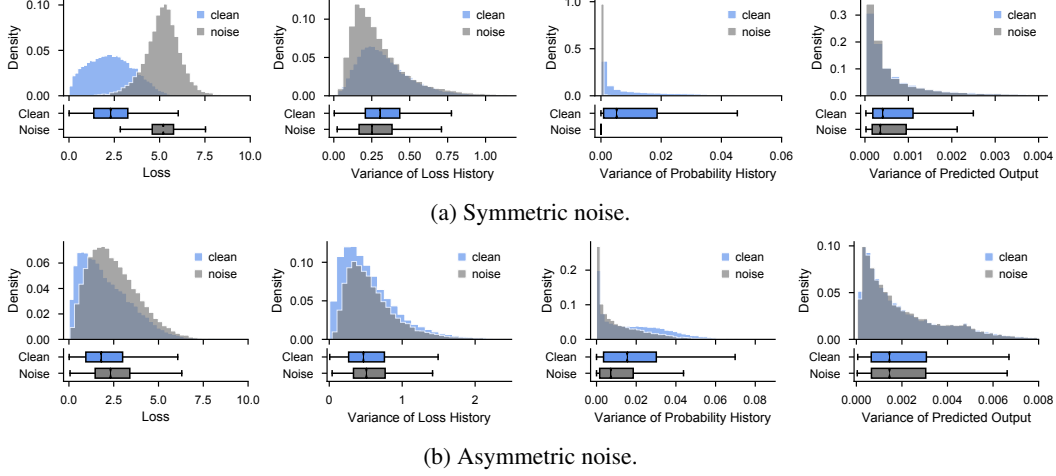 Density
0.10
0.05
0.00
clean
noise
Clean
Noise
0.0 2.5 5.0 7.5 10.0
Loss
Density
0.10
0.05
0.00
clean
noise
Clean
Noise
0.00 0.25 0.50 0.75 1.00
Variance of Loss History
Density
1.0
0.5
0.0
clean
noise
Clean
Noise
0.00 0.02 0.04 0.06
Variance of Probability History
Density
0.3
0.2
0.1
0.0
clean
noise
Clean
Noise
0.000 0.001 0.002 0.003 0.004
Variance of Predicted Output
(a) Symmetric noise.
Density
0.06
0.04
0.02
0.00
clean
noise
Clean
Noise
0.0 2.5 5.0 7.5 10.0
Loss
Density
0.10
0.05
0.00
clean
noise
Clean
Noise
0 1 2
Variance of Loss History
Density
0.2
0.1
0.0
clean
noise
Clean
Noise
0.00 0.02 0.04 0.06 0.08
Variance of Probability History
Density
0.10
0.05
0.00
clean
noise
Clean
Noise
0.000 0.002 0.004 0.006 0.008
Variance of Predicted Output
(b) Asymmetric noise.